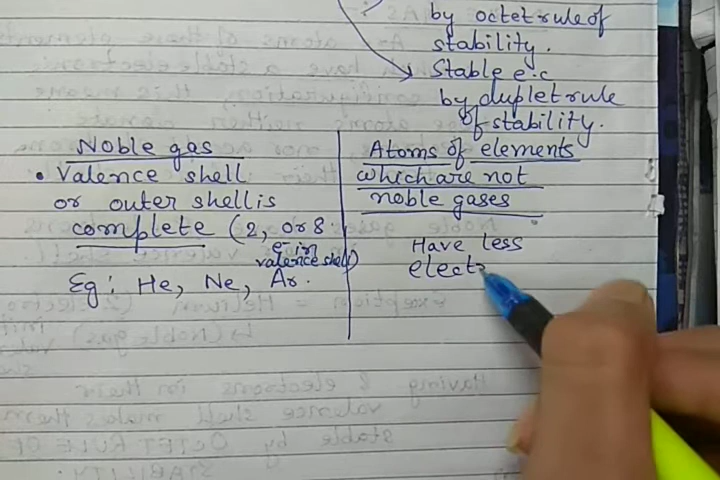 by octet rule of
stability.
Stable e.c
by duplet rule
of stability.
Noble gas
• Valence shell
or outer shell is
complete (2, or 8
e- in
valence shell)
Eg: He, Ne, Ar.
Atoms of elements
which are not
noble gases
Have less
elect